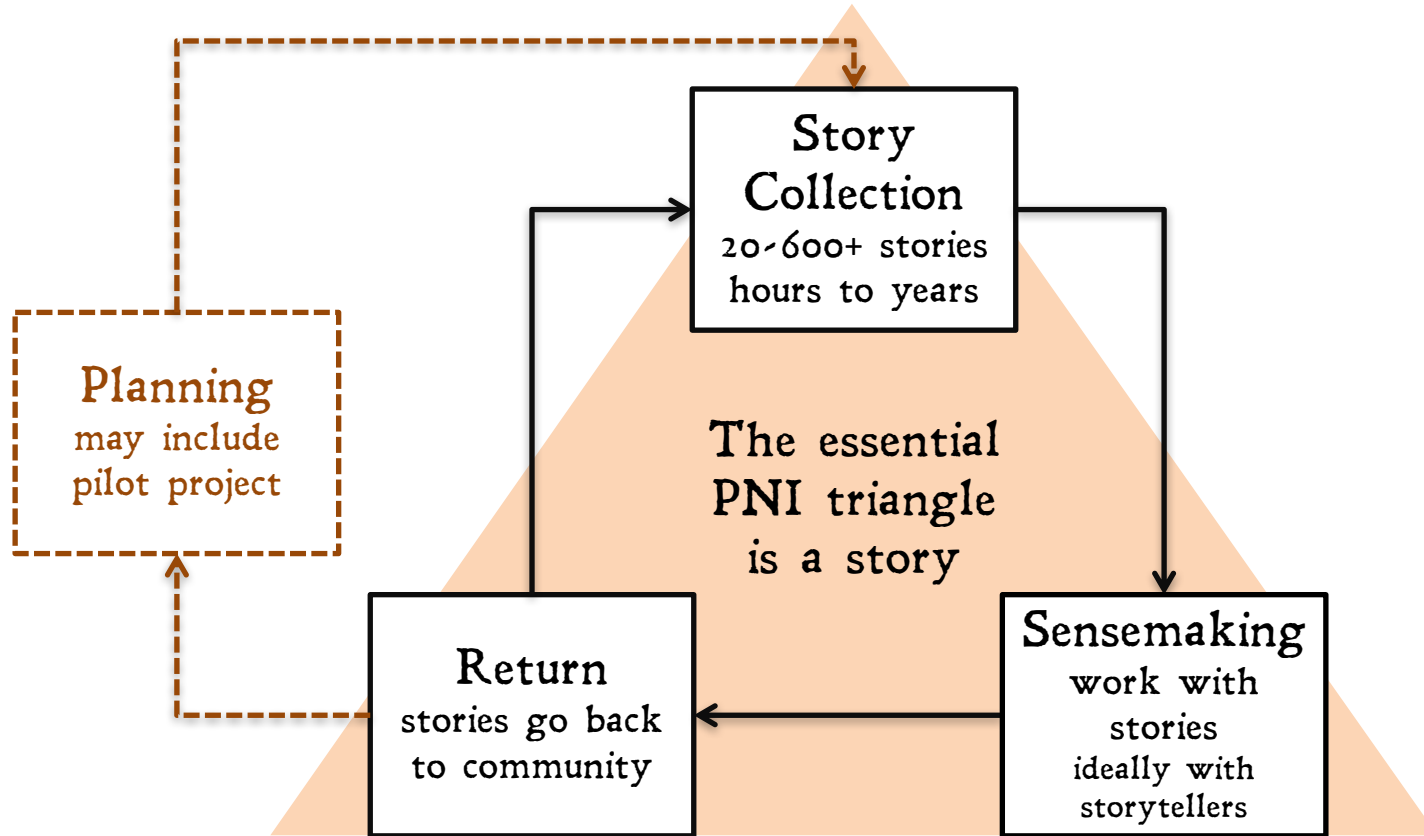 Story
Collection
20-600+ stories
hours to years
Planning
may include
pilot project
The essential
PNI triangle
is a story
Return
stories go back
to community
Sensemaking
work with
stories
ideally with
storytellers